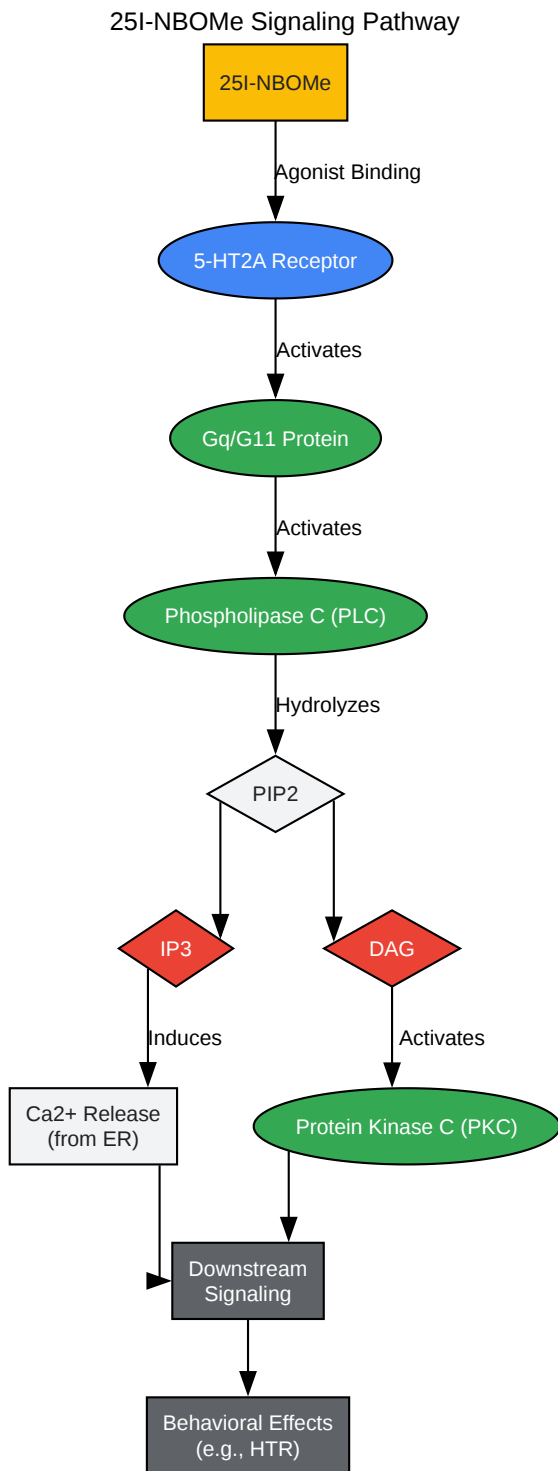 25I-NBOMe Signaling Pathway
25I-NBOMe
Agonist Binding
5-HT2A Receptor
Activates
Gq/G11 Protein
Activates
Phospholipase C (PLC)
Hydrolyzes
PIP2
IP3
DAG
Induces
Activates
Ca2+ Release
(from ER)
Protein Kinase C (PKC)
Downstream
Signaling
Behavioral Effects
(e.g., HTR)